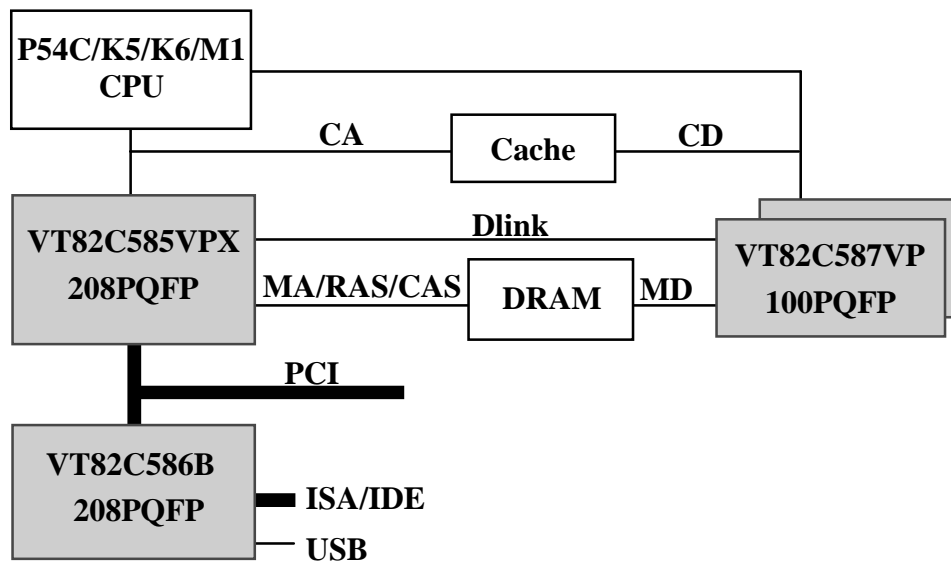 P54C/K5/K6/M1
CPU
CA
Cache
CD
VT82C585VPX
208PQFP
Dlink
VT82C587VP
100PQFP
MA/RAS/CAS
DRAM
MD
PCI
VT82C586B
208PQFP
ISA/IDE
USB